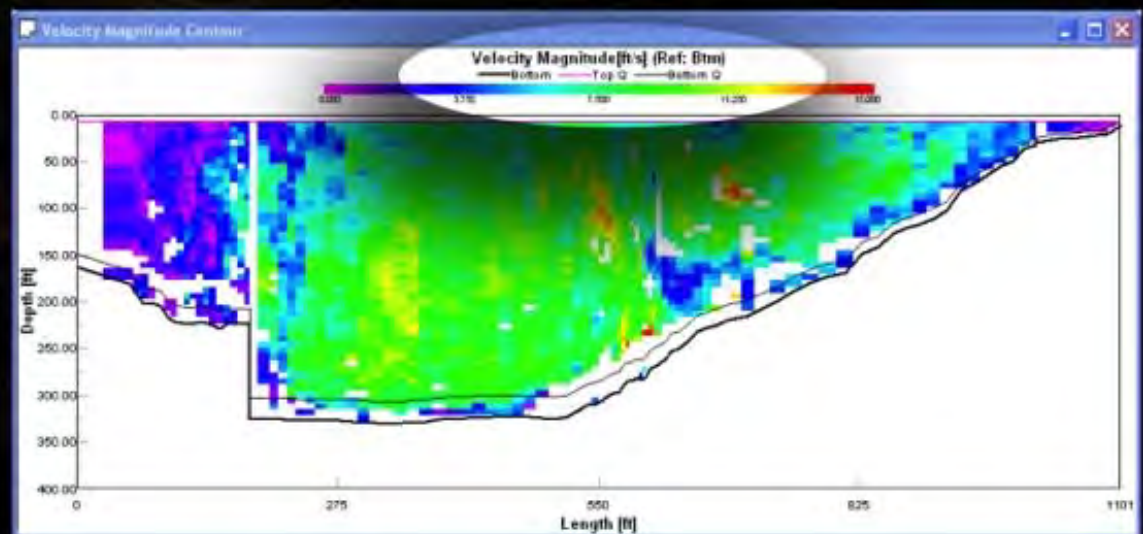 Velocity Magnitude Contour
Velocity Magnitude[ft/s] (Ref: Btm)
Bottom Top Q Bottom Q
0.000 3.750 7.500 11.250 15.000
0.00
50.00
100.00
150.00
200.00
250.00
300.00
350.00
400.00
Depth [ft]
0 275 550 825 1101
Length [ft]